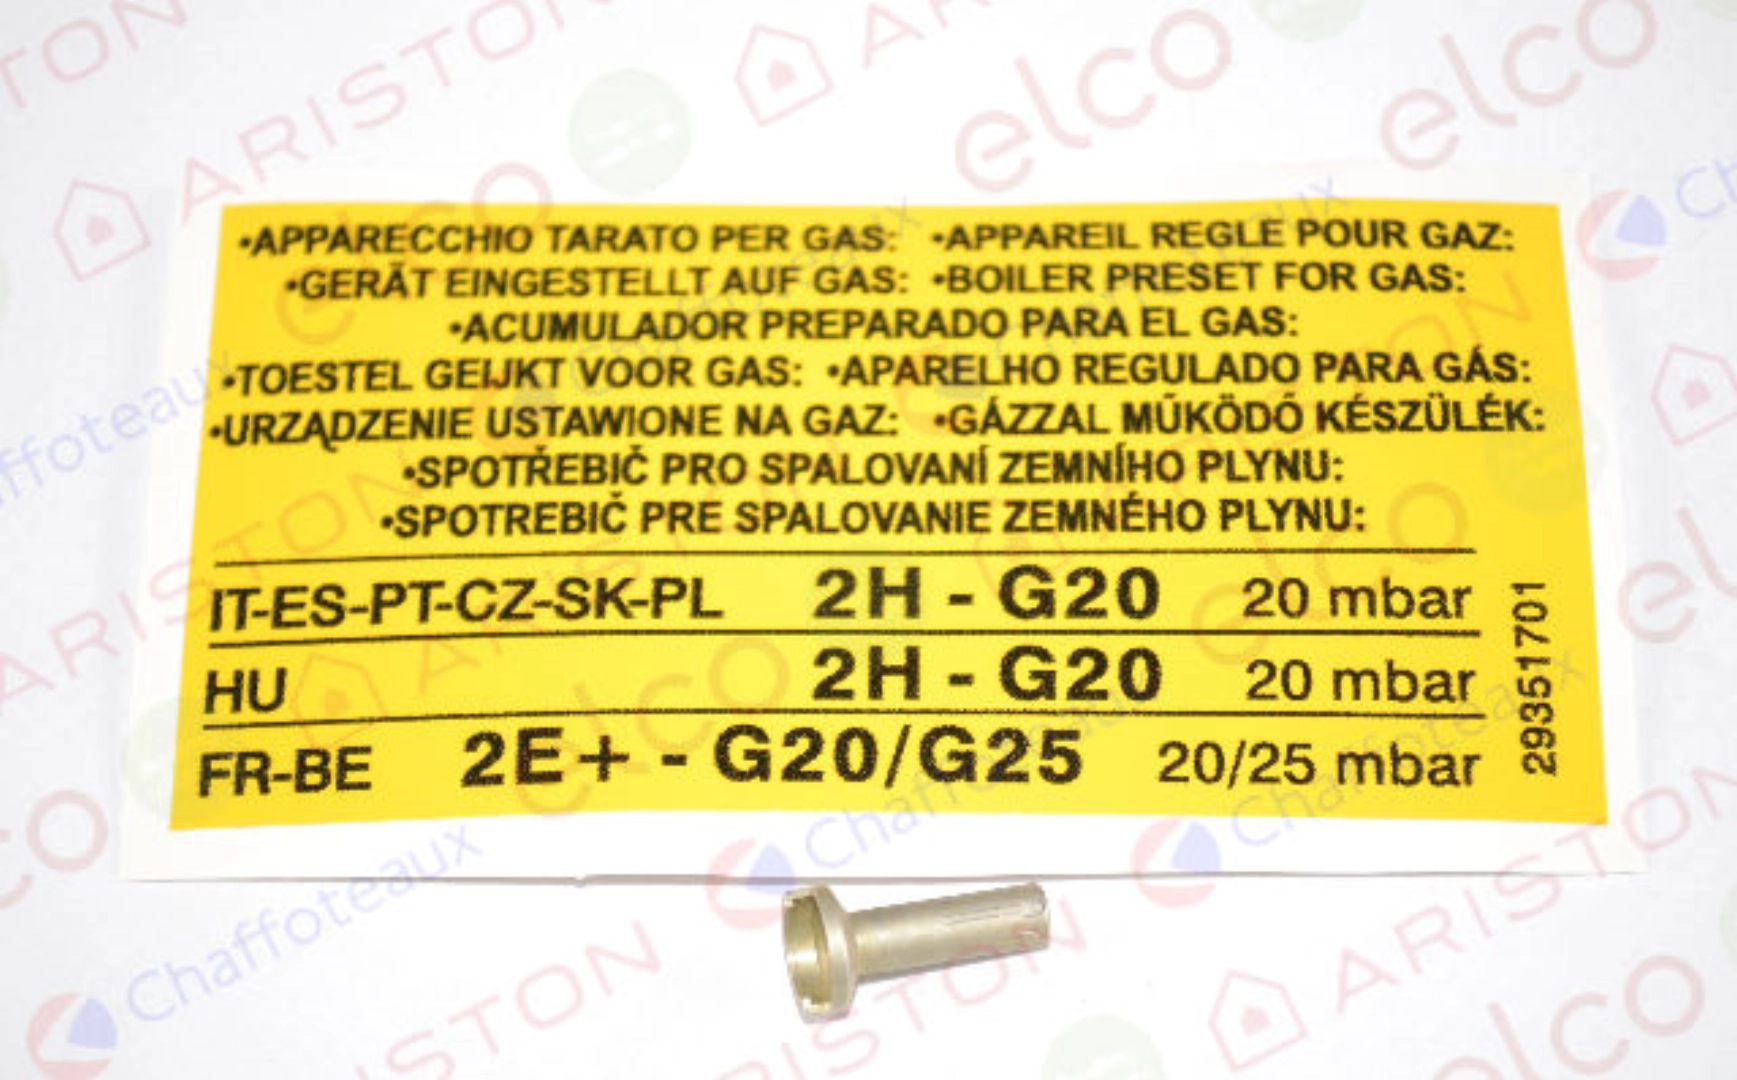 •APPARECCHIO TARATO PER GAS: •APPAREIL REGLE POUR GAZ:
•GERÄT EINGESTELLT AUF GAS: •BOILER PRESET FOR GAS:
•ACUMULADOR PREPARADO PARA EL GAS:
•TOESTEL GEIJKT VOOR GAS: •APARELHO REGULADO PARA GÁS:
•URZĄDZENIE USTAWIONE NA GAZ: •GÁZZAL MŰKÖDŐ KÉSZÜLÉK:
•SPOTŘEBIČ PRO SPALOVANÍ ZEMNÍHO PLYNU:
•SPOTREBIČ PRE SPALOVANIE ZEMNÉHO PLYNU:
IT-ES-PT-CZ-SK-PL 2H - G20 20 mbar
HU 2H - G20 20 mbar
FR-BE 2E+ - G20/G25 20/25 mbar
29351701
ARISTON
elco
Chaffoteaux